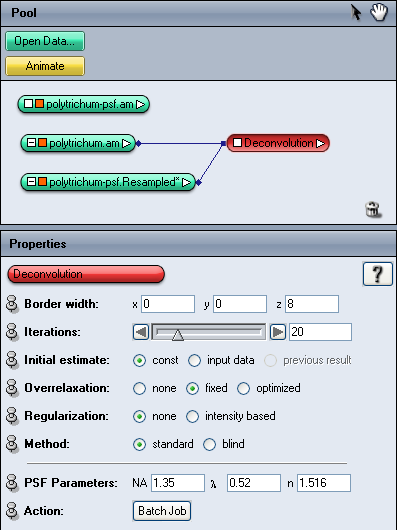 Pool
Open Data...
Animate
polytrichum-psf.am
polytrichum.am
Deconvolution
polytrichum-psf.Resampled*
Properties
Deconvolution
?
Border width: x 0 y 0 z 8
Iterations: 20
Initial estimate: const input data previous result
Overrelaxation: none fixed optimized
Regularization: none intensity based
Method: standard blind
PSF Parameters: NA 1.35 λ 0.52 n 1.516
Action: Batch Job